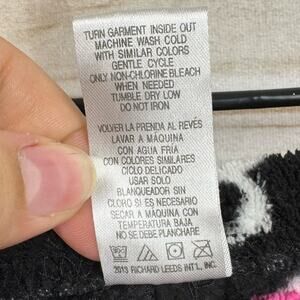 TURN GARMENT INSIDE OUT
MACHINE WASH COLD
WITH SIMILAR COLORS
GENTLE CYCLE
ONLY NON-CHLORINE BLEACH
WHEN NEEDED
TUMBLE DRY LOW
DO NOT IRON
VOLVER LA PRENDA AL REVÉS
LAVAR A MÁQUINA
CON AGUA FRÍA
CON COLORES SIMILARES
CICLO DELICADO
USAR SOLO
BLANQUEADOR SIN
CLORO SI ES NECESARIO
SECAR A MÁQUINA CON
TEMPERATURA BAJA
NO SE DEBE PLANCHARE
2013 RICHARD LEEDS INT'L, INC.